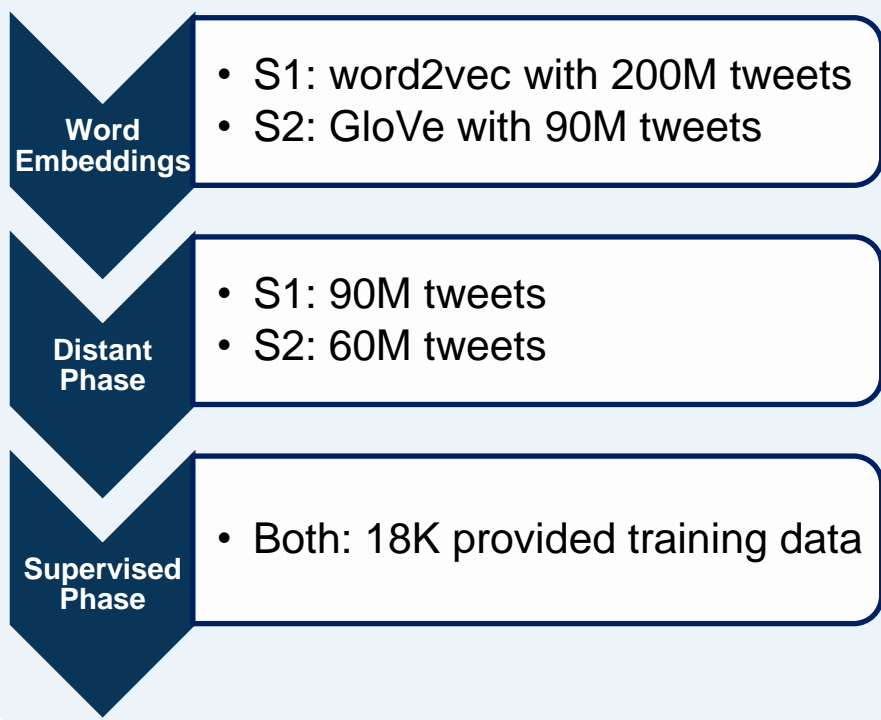 Word
Embeddings
• S1: word2vec with 200M tweets
• S2: GloVe with 90M tweets
Distant
Phase
• S1: 90M tweets
• S2: 60M tweets
Supervised
Phase
• Both: 18K provided training data